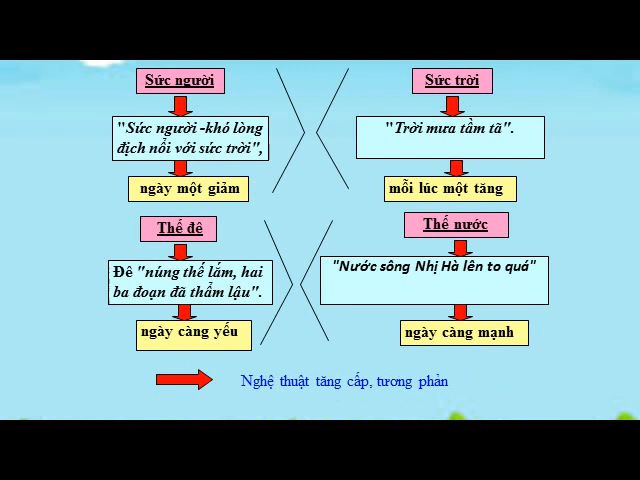 Sức người
"Sức người -khó lòng
địch nổi với sức trời",
ngày một giảm
Sức trời
"Trời mưa tầm tã".
mỗi lúc một tăng
Thế đê
Đê "núng thế lắm, hai
ba đoạn đã thẩm lậu".
ngày càng yếu
Thế nước
"Nước sông Nhị Hà lên to quá"
ngày càng mạnh
Nghệ thuật tăng cấp, tương phản